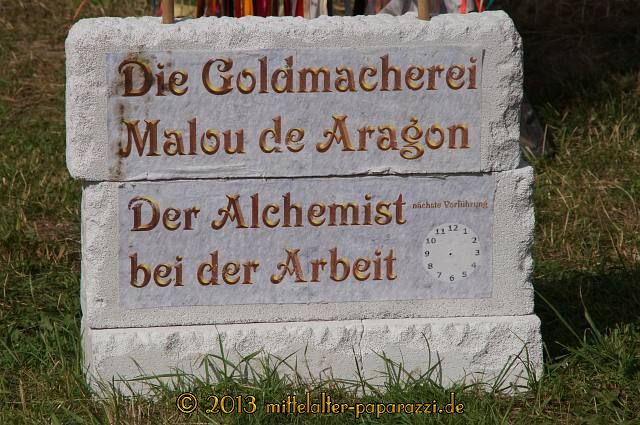 Die Goldmacherei
Malou de Aragon
Der Alchemist
nächste Vorführung
bei der Arbeit
12
11 1
10 2
9 3
8 4
7 5
6
© 2013 mittelalter-paparazzi.de